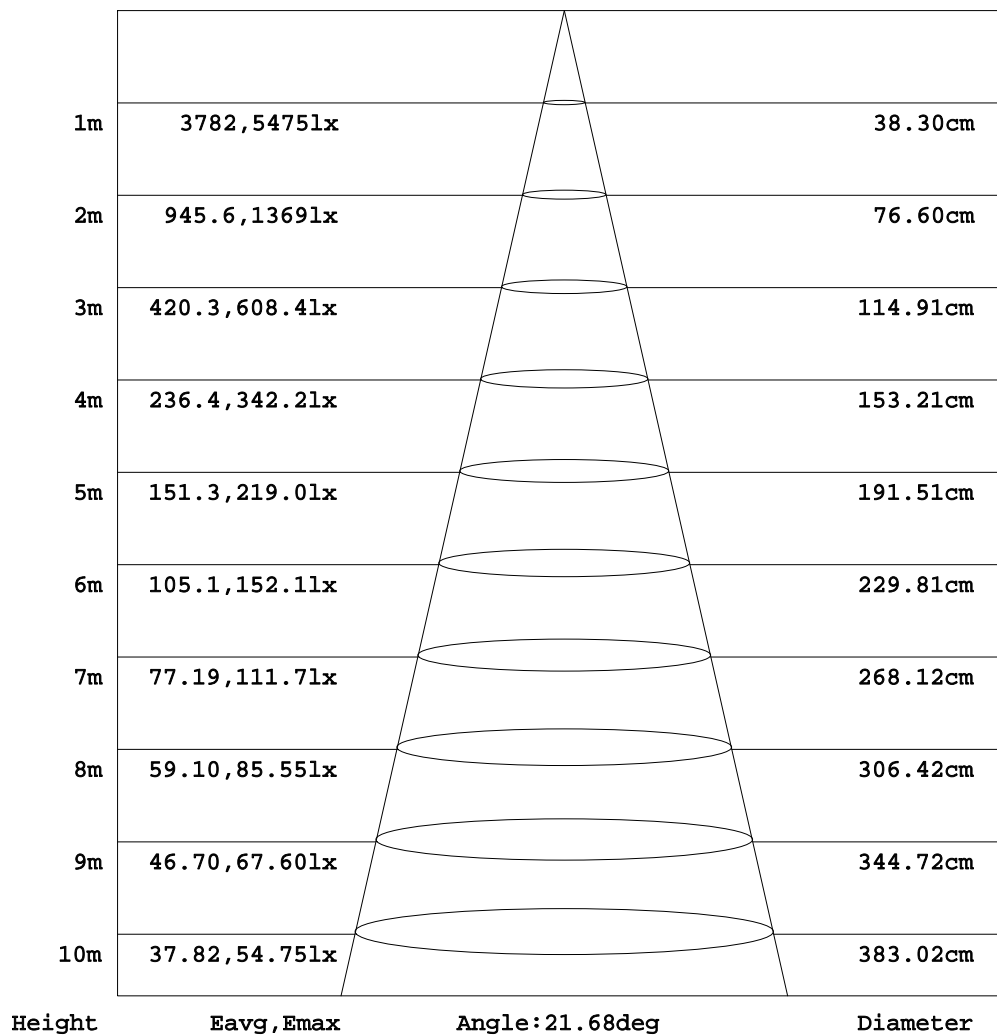 1m 3782,5475lx 38.30cm
2m 945.6,1369lx 76.60cm
3m 420.3,608.4lx 114.91cm
4m 236.4,342.2lx 153.21cm
5m 151.3,219.0lx 191.51cm
6m 105.1,152.1lx 229.81cm
7m 77.19,111.7lx 268.12cm
8m 59.10,85.55lx 306.42cm
9m 46.70,67.60lx 344.72cm
10m 37.82,54.75lx 383.02cm
Height Eavg,Emax Angle:21.68deg Diameter